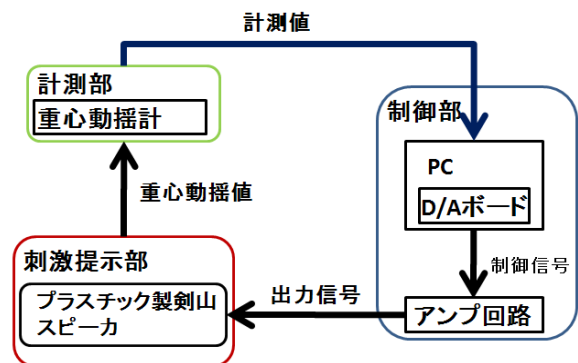 計測値
計測部
重心動揺計
制御部
PC
D/Aボード
重心動揺値
制御信号
刺激提示部
プラスチック製剣山
スピーカ
出力信号
アンプ回路